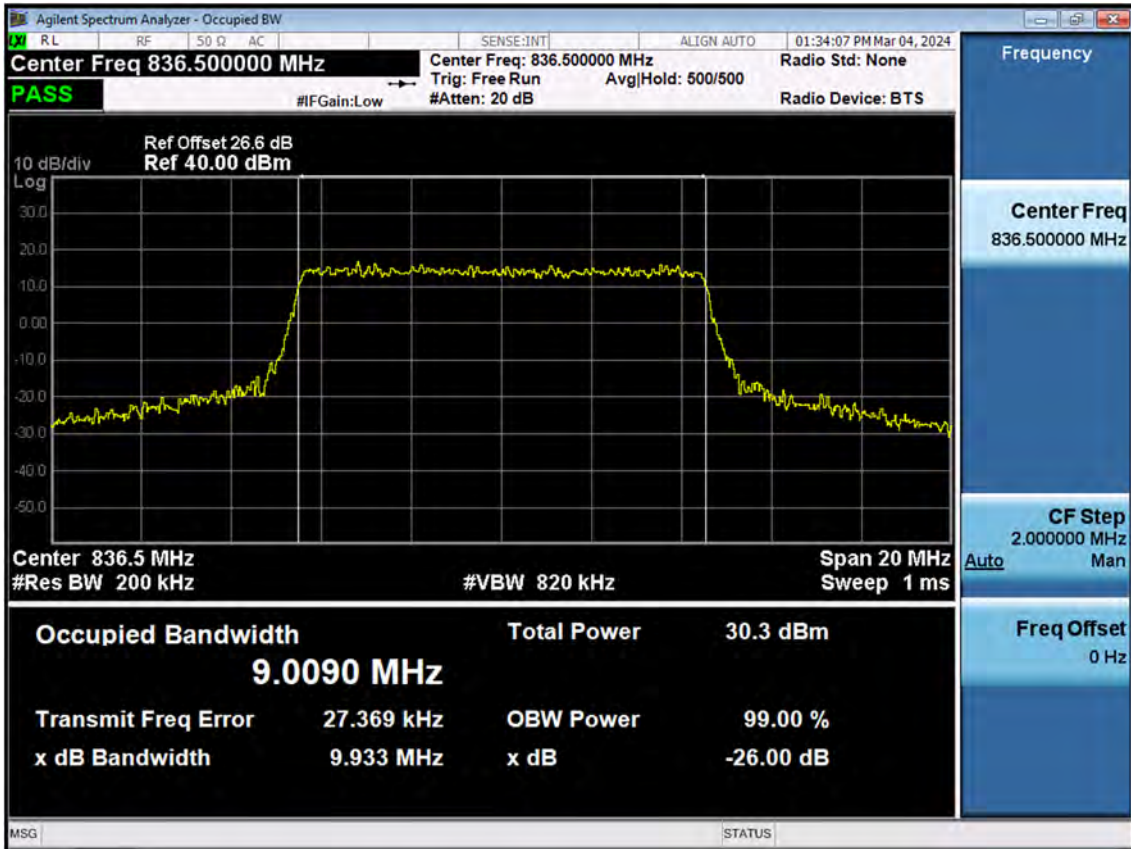 Agilent Spectrum Analyzer - Occupied BW
LXI RL RF 50 Ω AC SENSE:INT ALIGN AUTO 01:34:07 PM Mar 04, 2024
Center Freq 836.500000 MHz
Center Freq: 836.500000 MHz
Radio Std: None
Trig: Free Run Avg|Hold: 500/500
PASS
#IFGain:Low
#Atten: 20 dB
Radio Device: BTS
Ref Offset 26.6 dB
10 dB/div Ref 40.00 dBm
Log
30.0
20.0
10.0
0.00
-10.0
-20.0
-30.0
-40.0
-50.0
Center 836.5 MHz Span 20 MHz
#Res BW 200 kHz #VBW 820 kHz Sweep 1 ms
Occupied Bandwidth Total Power 30.3 dBm
9.0090 MHz
Transmit Freq Error 27.369 kHz OBW Power 99.00 %
x dB Bandwidth 9.933 MHz x dB -26.00 dB
Frequency
Center Freq
836.500000 MHz
CF Step
2.000000 MHz
Auto Man
Freq Offset
0 Hz
MSG STATUS